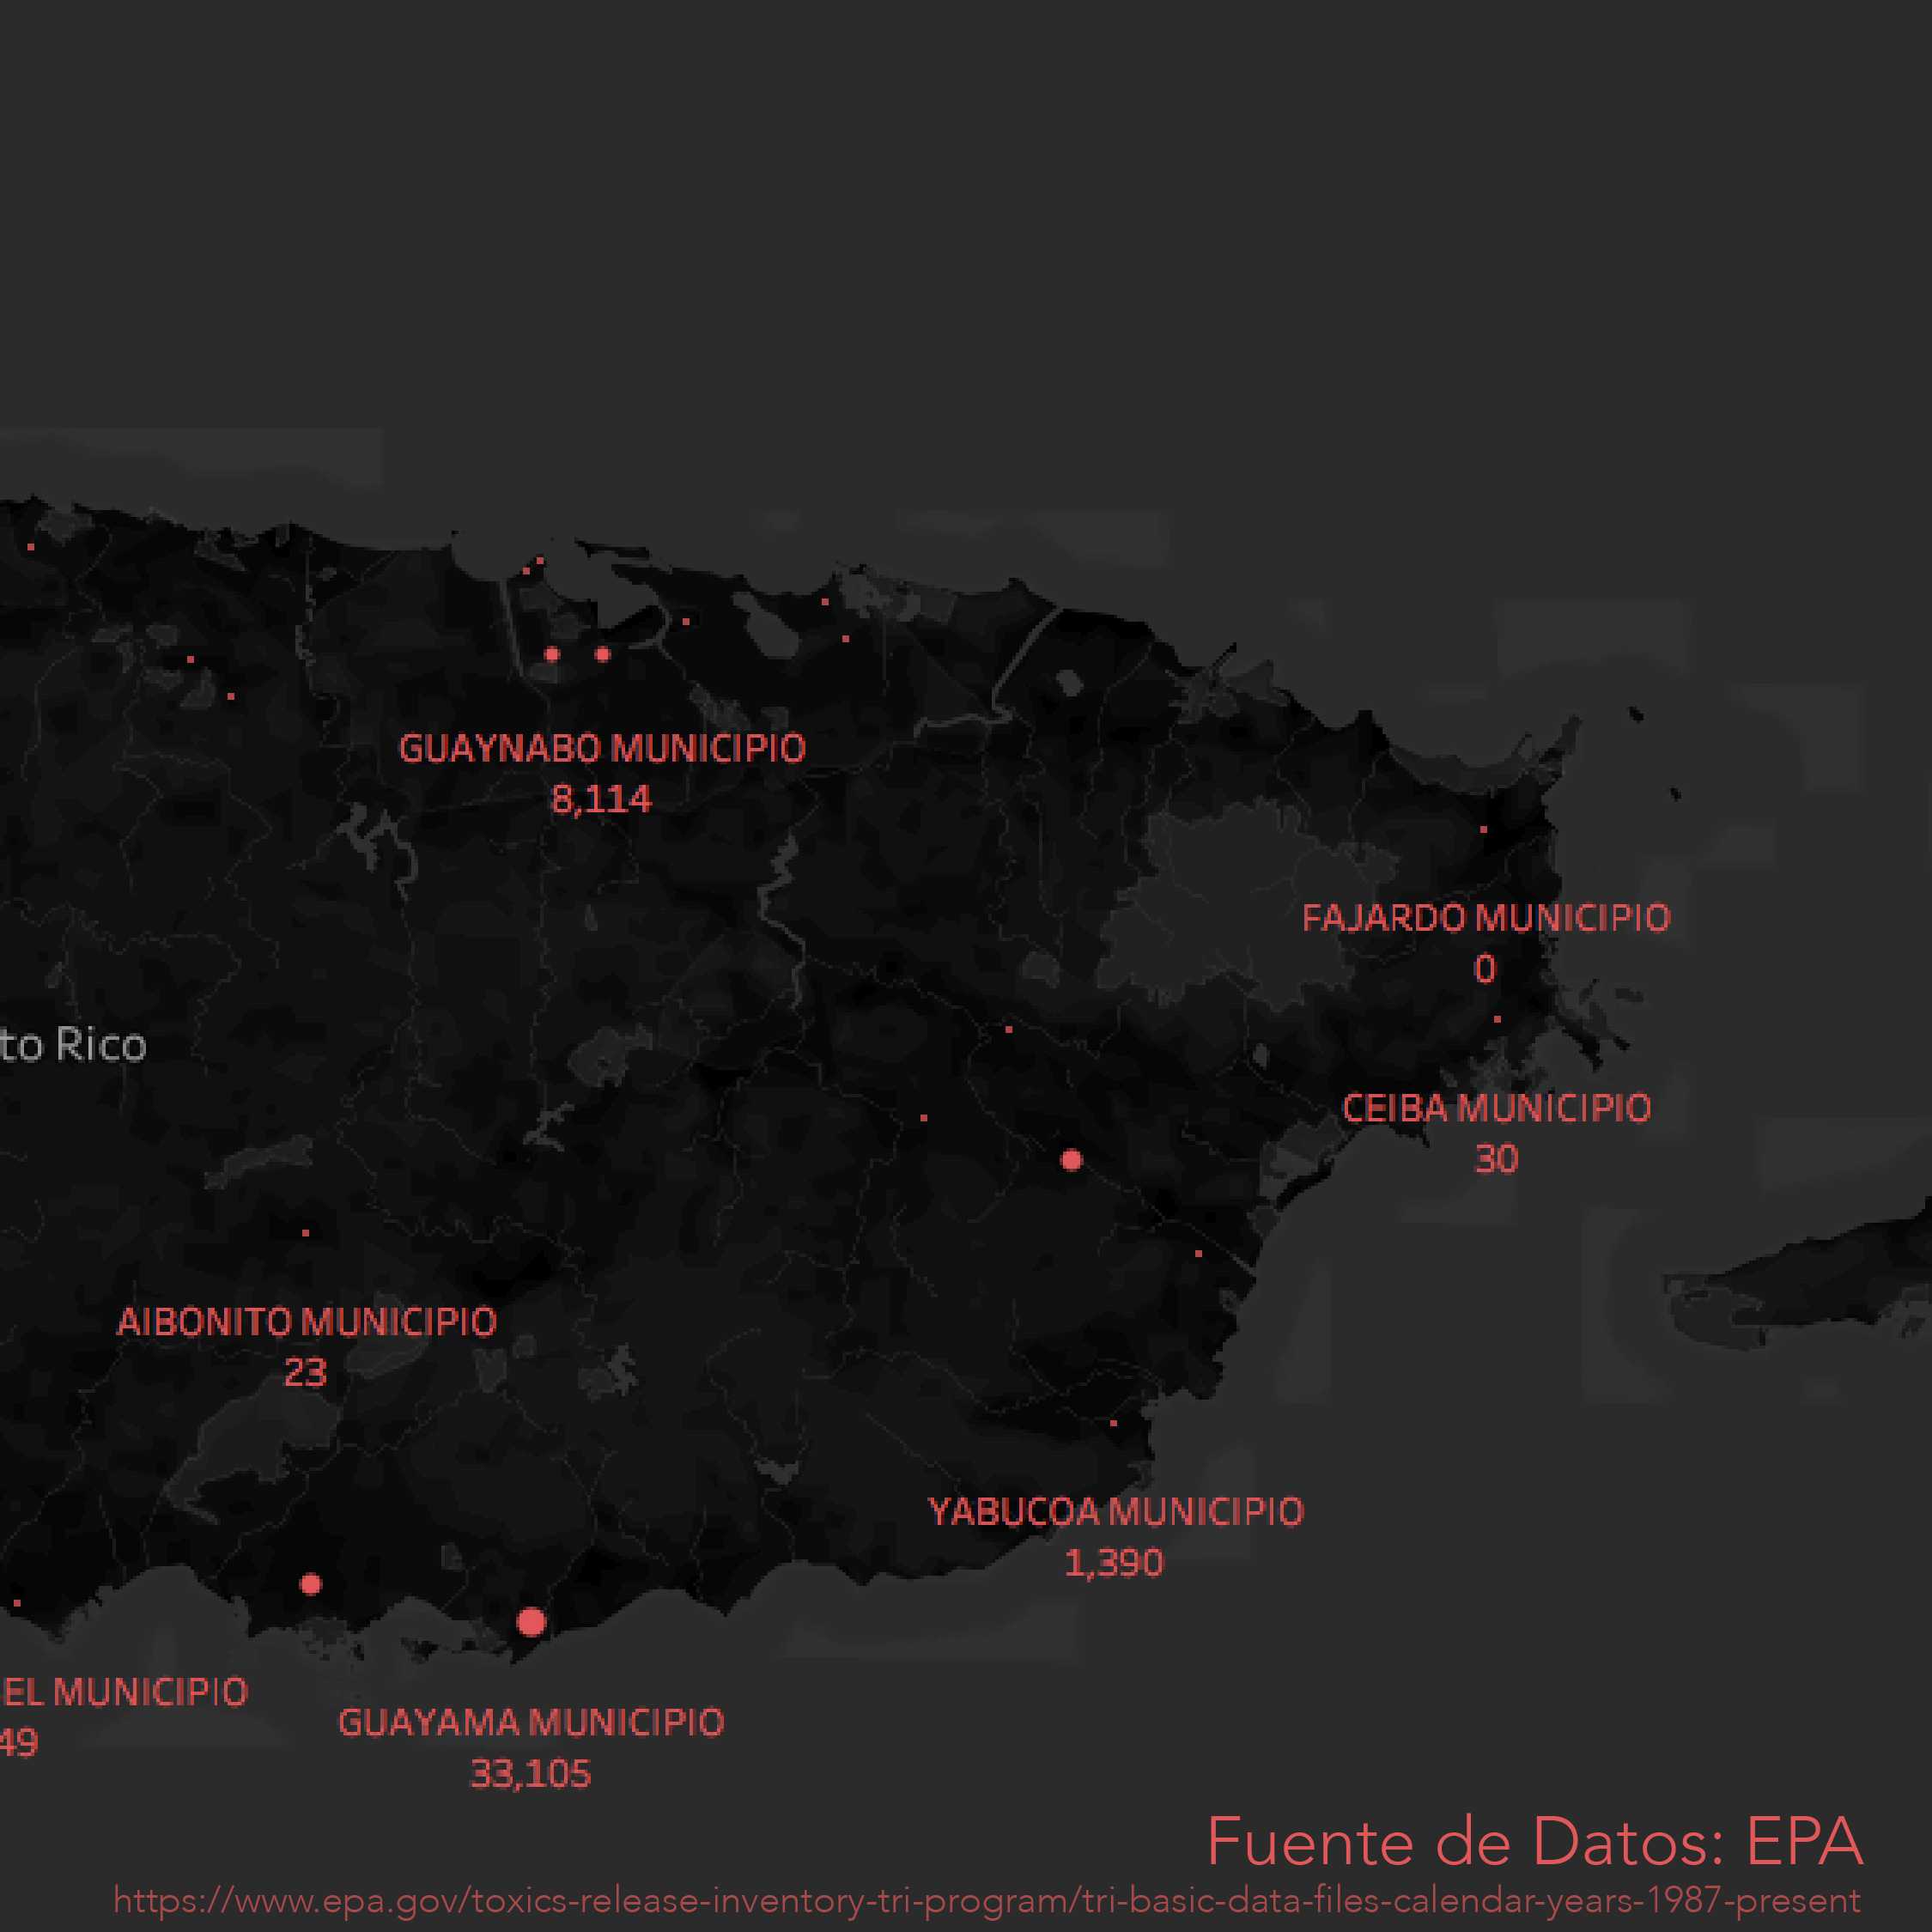 GUAYNABO MUNICIPIO
8,114
FAJARDO MUNICIPIO
0
to Rico
CEIBA MUNICIPIO
30
AIBONITO MUNICIPIO
23
YABUCOA MUNICIPIO
1,390
EL MUNICIPIO
49
GUAYAMA MUNICIPIO
33,105
Fuente de Datos: EPA
https://www.epa.gov/toxics-release-inventory-tri-program/tri-basic-data-files-calendar-years-1987-present